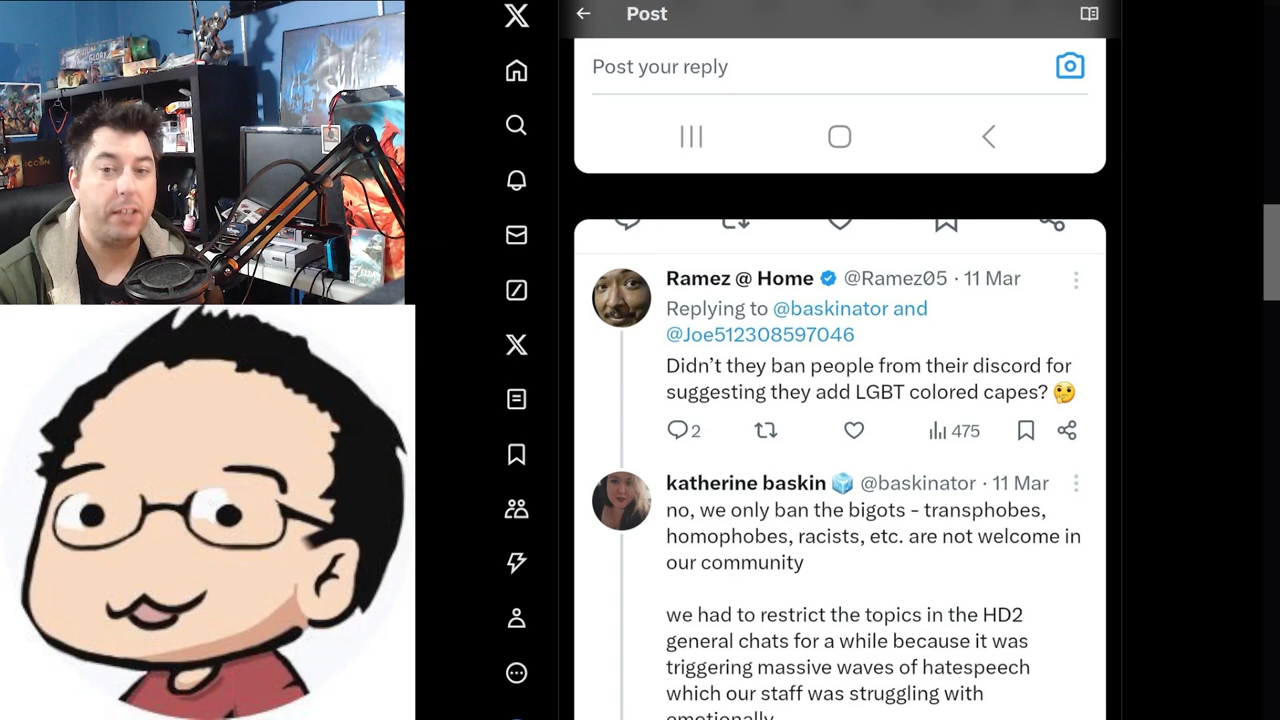 Post
Post your reply
Ramez @ Home @Ramez05 · 11 Mar
Replying to @baskinator and
@Joe512308597046
Didn’t they ban people from their discord for
suggesting they add LGBT colored capes? 🤔
2
475
katherine baskin 🧊 @baskinator · 11 Mar
no, we only ban the bigots - transphobes,
homophobes, racists, etc. are not welcome in
our community
we had to restrict the topics in the HD2
general chats for a while because it was
triggering massive waves of hatespeech
which our staff was struggling with
emotionally
GLORY